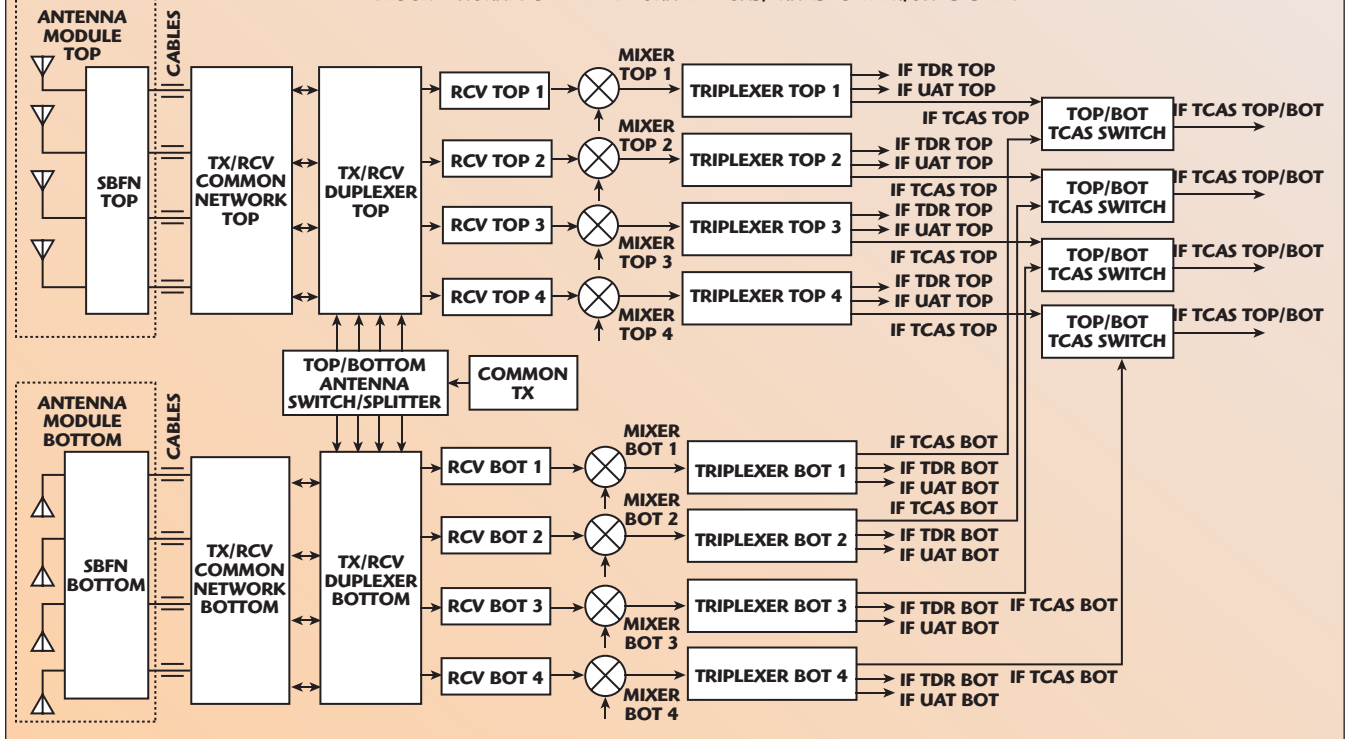 ANTENNA
MODULE
TOP
CABLES
SBFN
TOP
TX/RCV
COMMON
NETWORK
TOP
TX/RCV
DUPLEXER
TOP
RCV TOP 1
RCV TOP 2
RCV TOP 3
RCV TOP 4
MIXER
TOP 1
MIXER
TOP 2
MIXER
TOP 3
MIXER
TOP 4
TRIPLEXER TOP 1
TRIPLEXER TOP 2
TRIPLEXER TOP 3
TRIPLEXER TOP 4
IF TDR TOP
IF UAT TOP
IF TCAS TOP
IF TDR TOP
IF UAT TOP
IF TCAS TOP
IF TDR TOP
IF UAT TOP
IF TCAS TOP
IF TDR TOP
IF UAT TOP
IF TCAS TOP
TOP/BOT
TCAS SWITCH
IF TCAS TOP/BOT
TOP/BOT
TCAS SWITCH
IF TCAS TOP/BOT
TOP/BOT
TCAS SWITCH
IF TCAS TOP/BOT
TOP/BOT
TCAS SWITCH
IF TCAS TOP/BOT
TOP/BOTTOM
ANTENNA
SWITCH/SPLITTER
COMMON
TX
ANTENNA
MODULE
BOTTOM
CABLES
SBFN
BOTTOM
TX/RCV
COMMON
NETWORK
BOTTOM
TX/RCV
DUPLEXER
BOTTOM
RCV BOT 1
RCV BOT 2
RCV BOT 3
RCV BOT 4
MIXER
BOT 1
MIXER
BOT 2
MIXER
BOT 3
MIXER
BOT 4
TRIPLEXER BOT 1
TRIPLEXER BOT 2
TRIPLEXER BOT 3
TRIPLEXER BOT 4
IF TCAS BOT
IF TDR BOT
IF UAT BOT
IF TCAS BOT
IF TDR BOT
IF UAT BOT
IF TDR BOT
IF TCAS BOT
IF UAT BOT
IF TDR BOT
IF TCAS BOT
IF UAT BOT